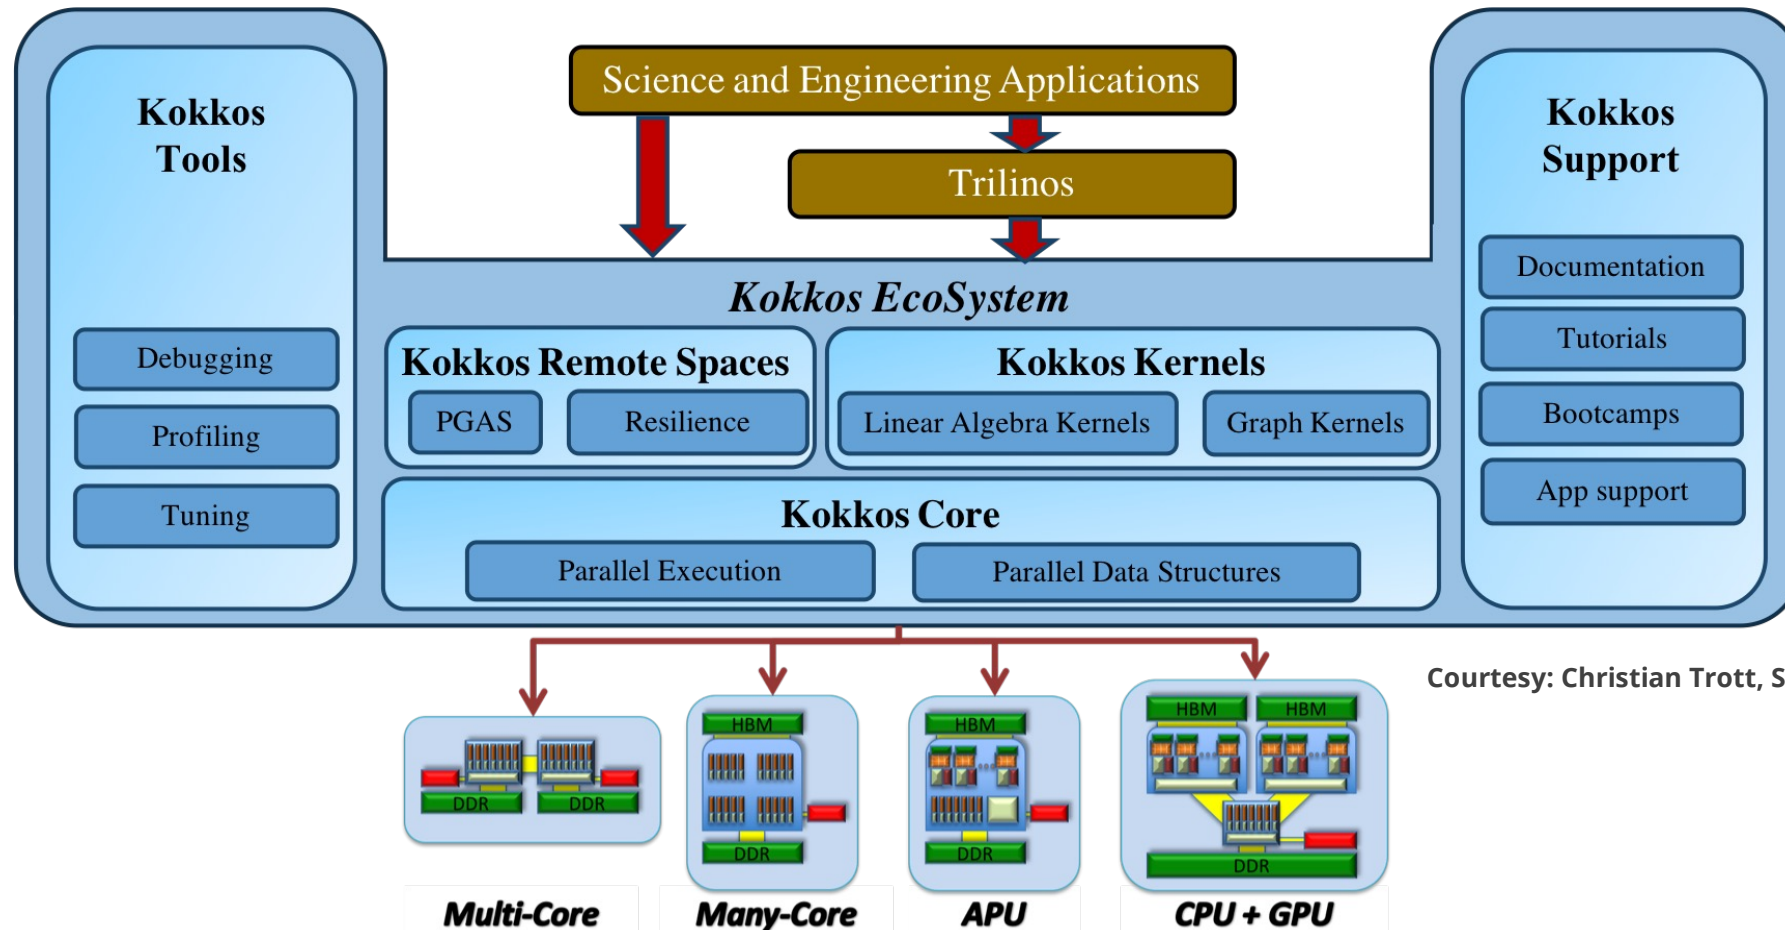 Kokkos
Tools
Debugging
Profiling
Tuning
Science and Engineering Applications
Trilinos
Kokkos EcoSystem
Kokkos Remote Spaces
PGAS
Resilience
Kokkos Kernels
Linear Algebra Kernels
Graph Kernels
Kokkos Core
Parallel Execution
Parallel Data Structures
Kokkos
Support
Documentation
Tutorials
Bootcamps
App support
Courtesy: Christian Trott, S
DDR
DDR
Multi-Core
HBM
DDR
Many-Core
HBM
DDR
APU
HBM
HBM
DDR
CPU + GPU